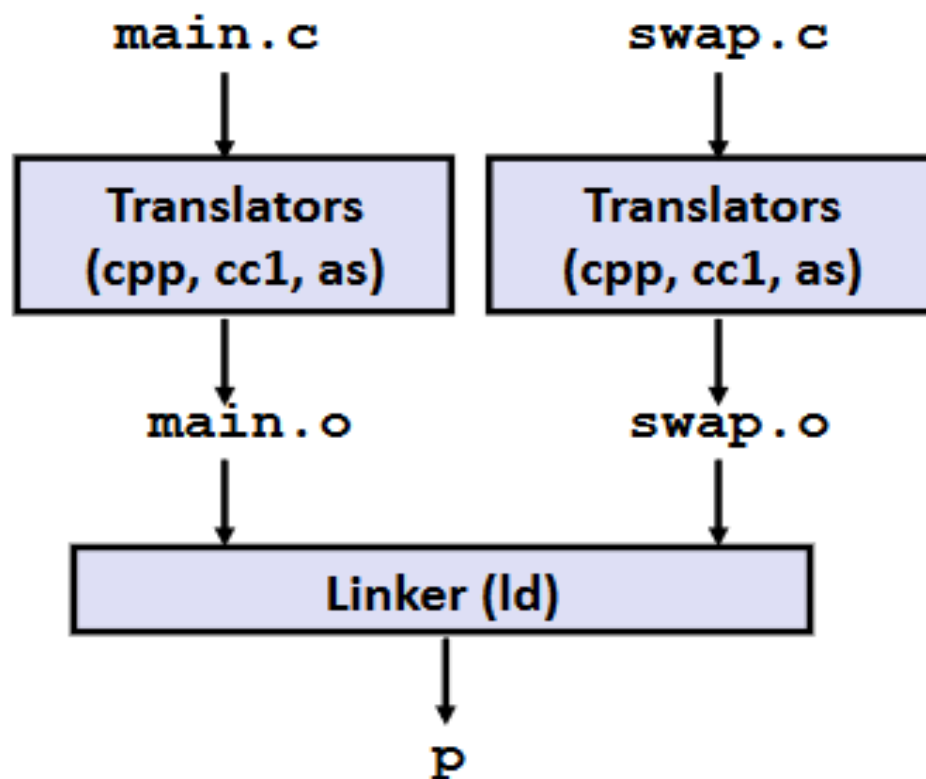 main.c
swap.c
Translators
(cpp, cc1, as)
Translators
(cpp, cc1, as)
main.o
swap.o
Linker (ld)
p